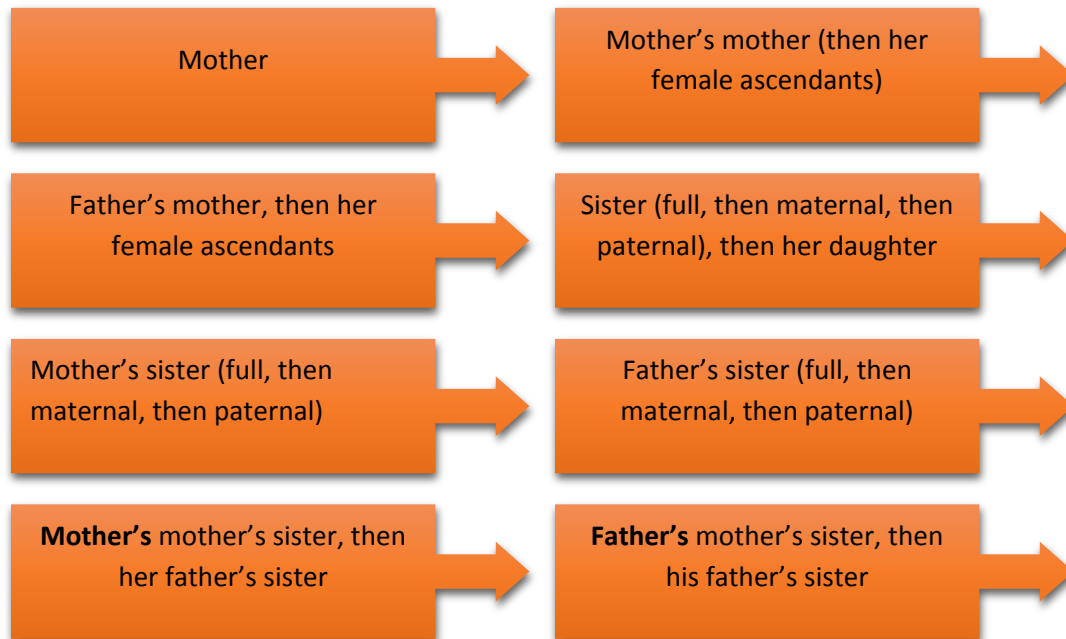 Mother
Mother’s mother (then her
female ascendants)
Father’s mother, then her
female ascendants
Sister (full, then maternal, then
paternal), then her daughter
Mother’s sister (full, then
maternal, then paternal)
Father’s sister (full, then
maternal, then paternal)
Mother’s mother’s sister, then
her father’s sister
Father’s mother’s sister, then
his father’s sister